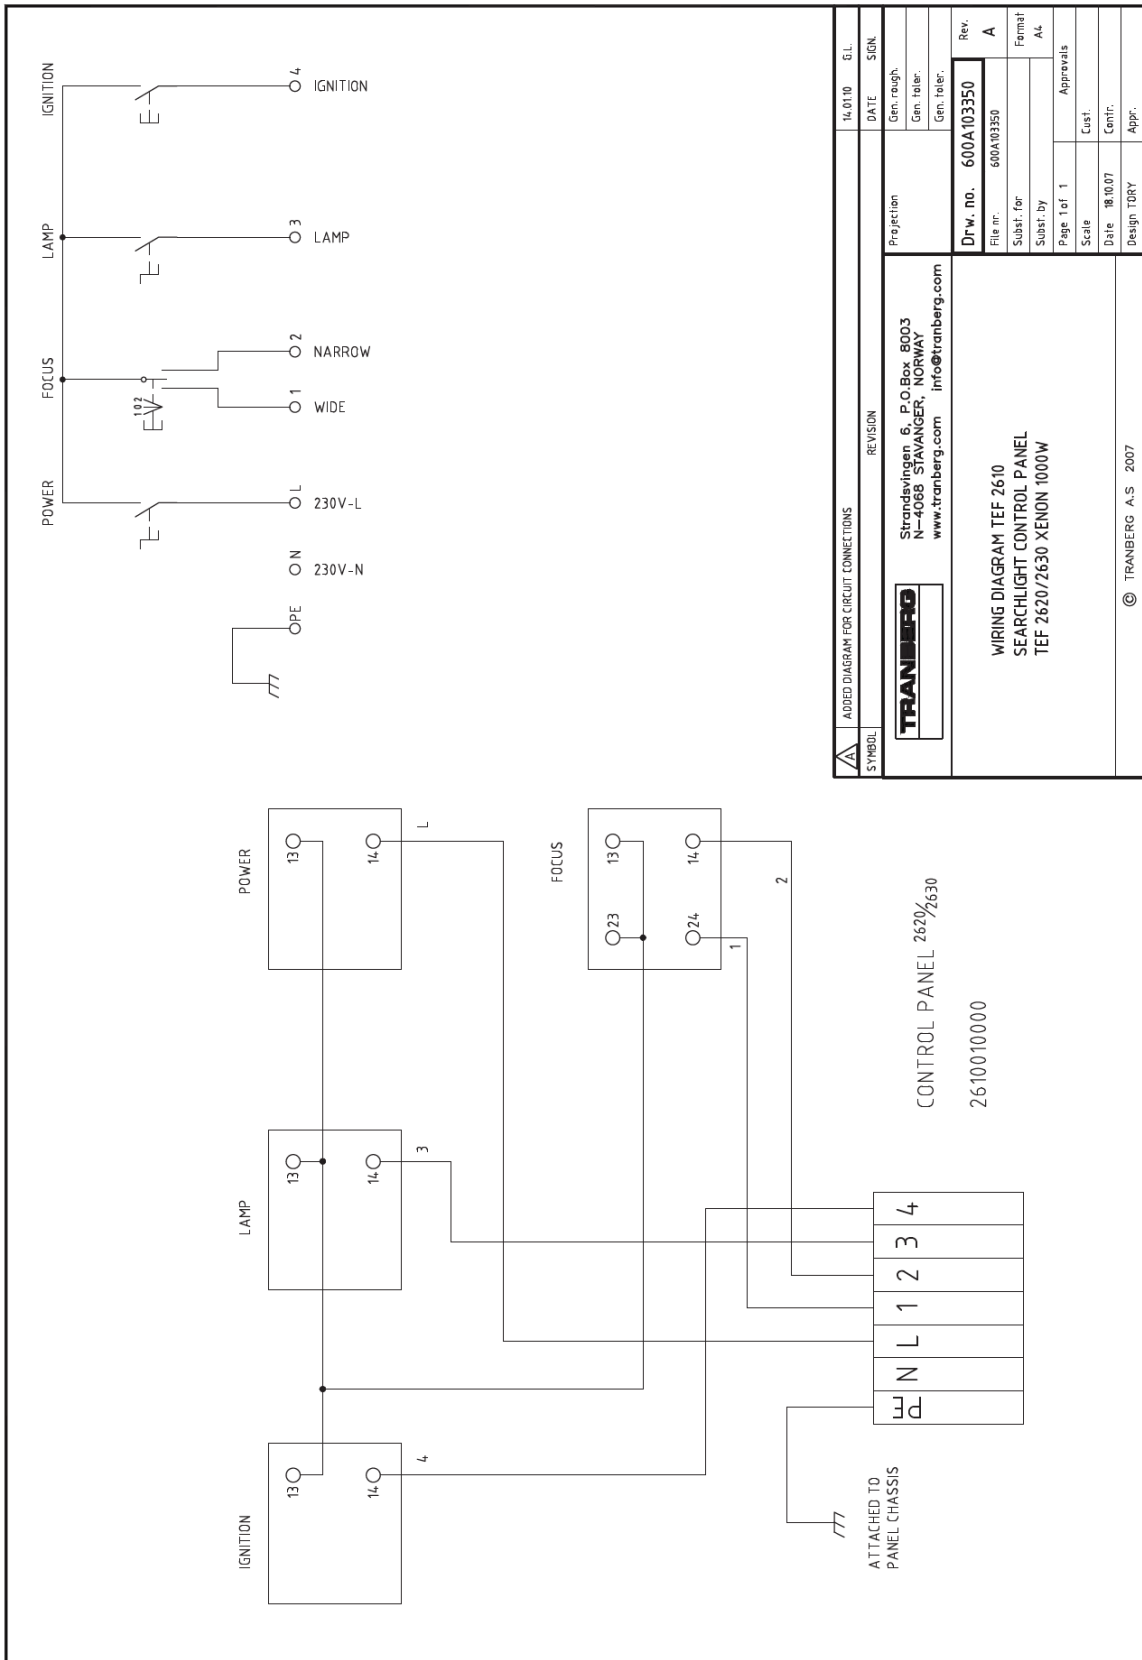 IGNITION
LAMP
FOCUS
POWER
1 0 2
4
IGNITION
3
LAMP
2
NARROW
1
WIDE
L
230V-L
N
230V-N
PE
IGNITION
13
14
4
LAMP
13
14
3
POWER
13
14
L
FOCUS
23
13
24
14
1
2
PE N L 1 2 3 4
ATTACHED TO
PANEL CHASSIS
CONTROL PANEL 2620/2630
2610010000
A ADDED DIAGRAM FOR CIRCUIT CONNECTIONS 14.01.10 G.L.
SYMBOL REVISION DATE SIGN.
TRANBERG
Strandsvingen 6, P.O.Box 8003
N-4068 STAVANGER, NORWAY
www.tranberg.com info@tranberg.com
Projection
Gen. rough.
Gen. toler.
Gen. toler.
WIRING DIAGRAM TEF 2610
SEARCHLIGHT CONTROL PANEL
TEF 2620/2630 XENON 1000W
© TRANBERG A.S 2007
Drw. no. 600A103350
Rev.
A
File nr. 600A103350
Subst. for
Format
A4
Subst. by
Page 1 of 1
Approvals
Scale
Cust.
Date 18.10.07
Contr.
Design TORY
Appr.